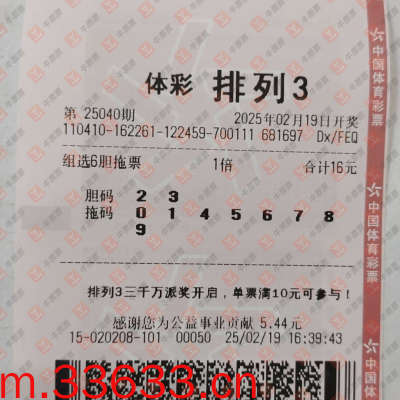 体彩 排列3
第 25040期 2025年02月19日开奖
110410-162261-122459-700111 681697 Dx/FEQ
组选6胆拖票 1倍 合计16元
胆码 2 3
拖码 0 1 4 5 6 7 8
9
排列3三千万派奖开启，单票满10元可参与！
感谢您为公益事业贡献 5.44元
15-020208-101 00050 25/02/19 16:39:43
m.33633.cn
中国体育彩票
中国体育彩票